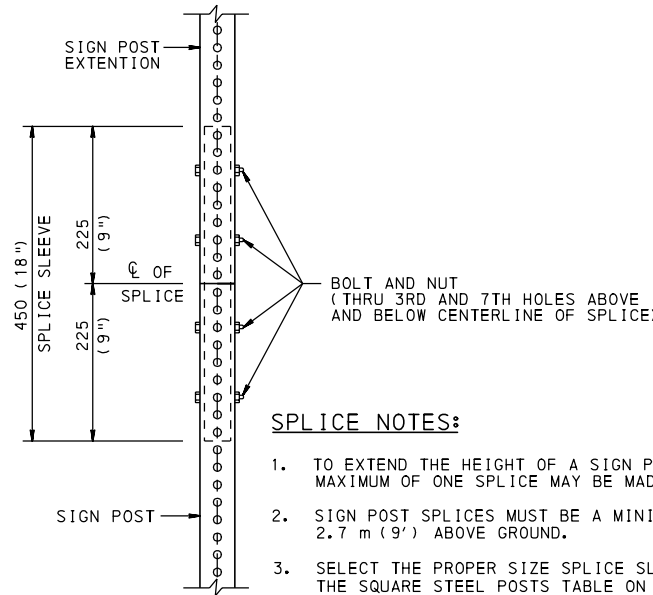 SIGN POST
EXTENTION
450 (18")
SPLICE SLEEVE
225
(9")
℄ OF
SPLICE
225
(9")
BOLT AND NUT
(THRU 3RD AND 7TH HOLES ABOVE
AND BELOW CENTERLINE OF SPLICE)
SIGN POST
SPLICE NOTES:
1. TO EXTEND THE HEIGHT OF A SIGN
MAXIMUM OF ONE SPLICE MAY BE
2. SIGN POST SPLICES MUST BE A
2.7 m (9') ABOVE GROUND.
3. SELECT THE PROPER SIZE SPLICE
THE SQUARE STEEL POSTS TABLE ON